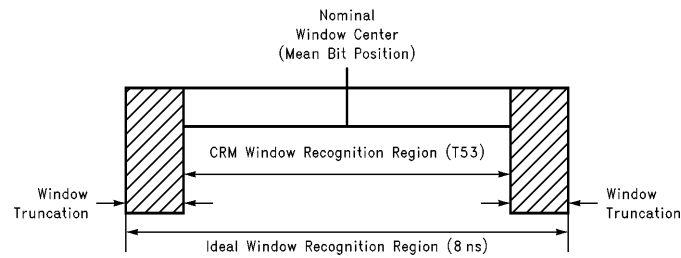 Nominal
Window Center
(Mean Bit Position)
CRM Window Recognition Region (T53)
Window
Truncation
Window
Truncation
Ideal Window Recognition Region (8 ns)